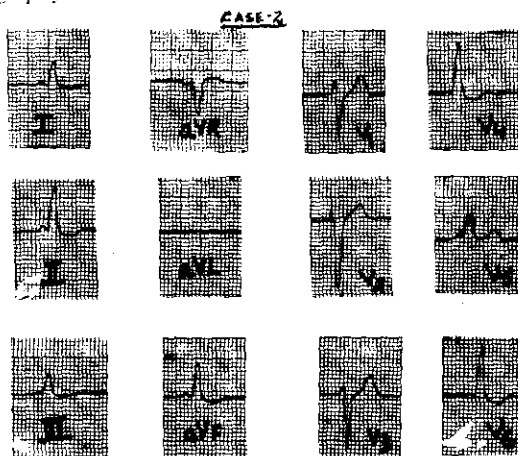 CASE-2
I aVR V₁ V₄
II aVL V₂ V₅
III aVF V₃ V₆